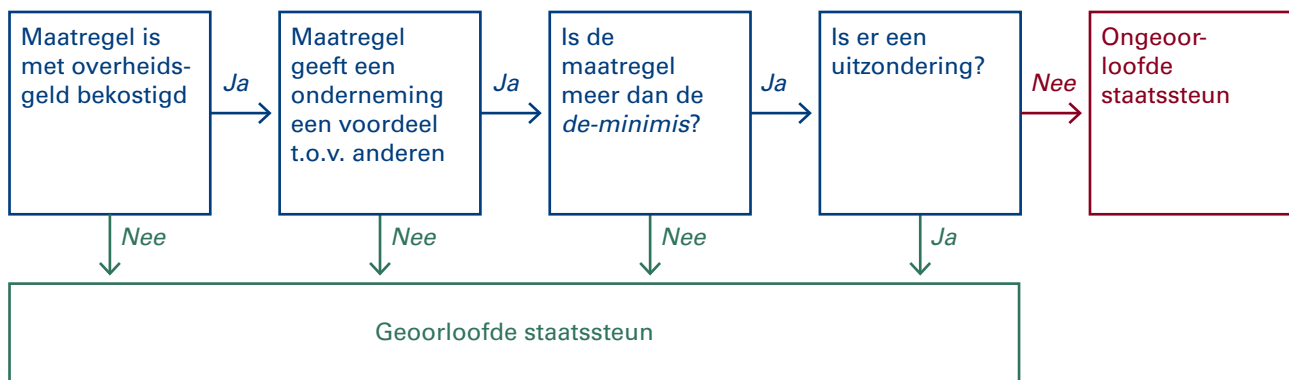 Maatregel is
met overheids-
geld bekostigd
Ja
Maatregel
geeft een
onderneming
een voordeel
t.o.v. anderen
Ja
Is de
maatregel
meer dan de
de-minimis?
Ja
Is er een
uitzondering?
Nee
Ongeoor-
loofde
staatssteun
Nee
Nee
Nee
Ja
Geoorloofde staatssteun